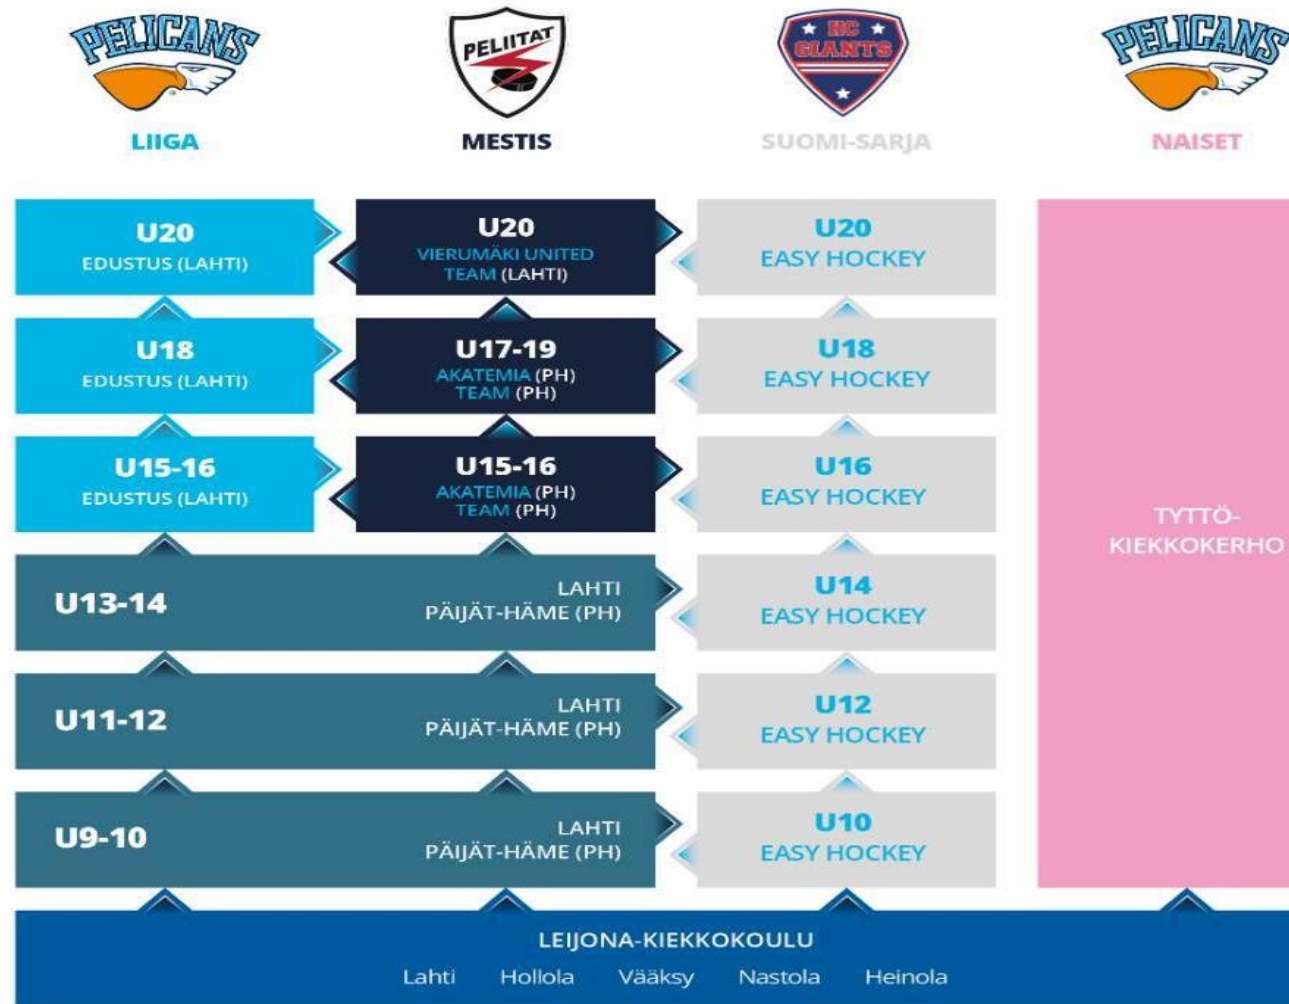 PELICANS
LIIGA
PELIITAT
MESTIS
HC
GIANTS
SUOMI-SARJA
PELICANS
NAISET
U20
EDUSTUS (LAHTI)
U20
VIERUMÄKI UNITED
TEAM (LAHTI)
U20
EASY HOCKEY
U18
EDUSTUS (LAHTI)
U17-19
AKATEMIA (PH)
TEAM (PH)
U18
EASY HOCKEY
U15-16
EDUSTUS (LAHTI)
U15-16
AKATEMIA (PH)
TEAM (PH)
U16
EASY HOCKEY
TYTTÖ-
KIEKKOKERHO
U13-14
LAHTI
PÄIJÄT-HÄME (PH)
U14
EASY HOCKEY
U11-12
LAHTI
PÄIJÄT-HÄME (PH)
U12
EASY HOCKEY
U9-10
LAHTI
PÄIJÄT-HÄME (PH)
U10
EASY HOCKEY
LEIJONA-KIEKKOKOULU
Lahti Hollola Vääksy Nastola Heinola